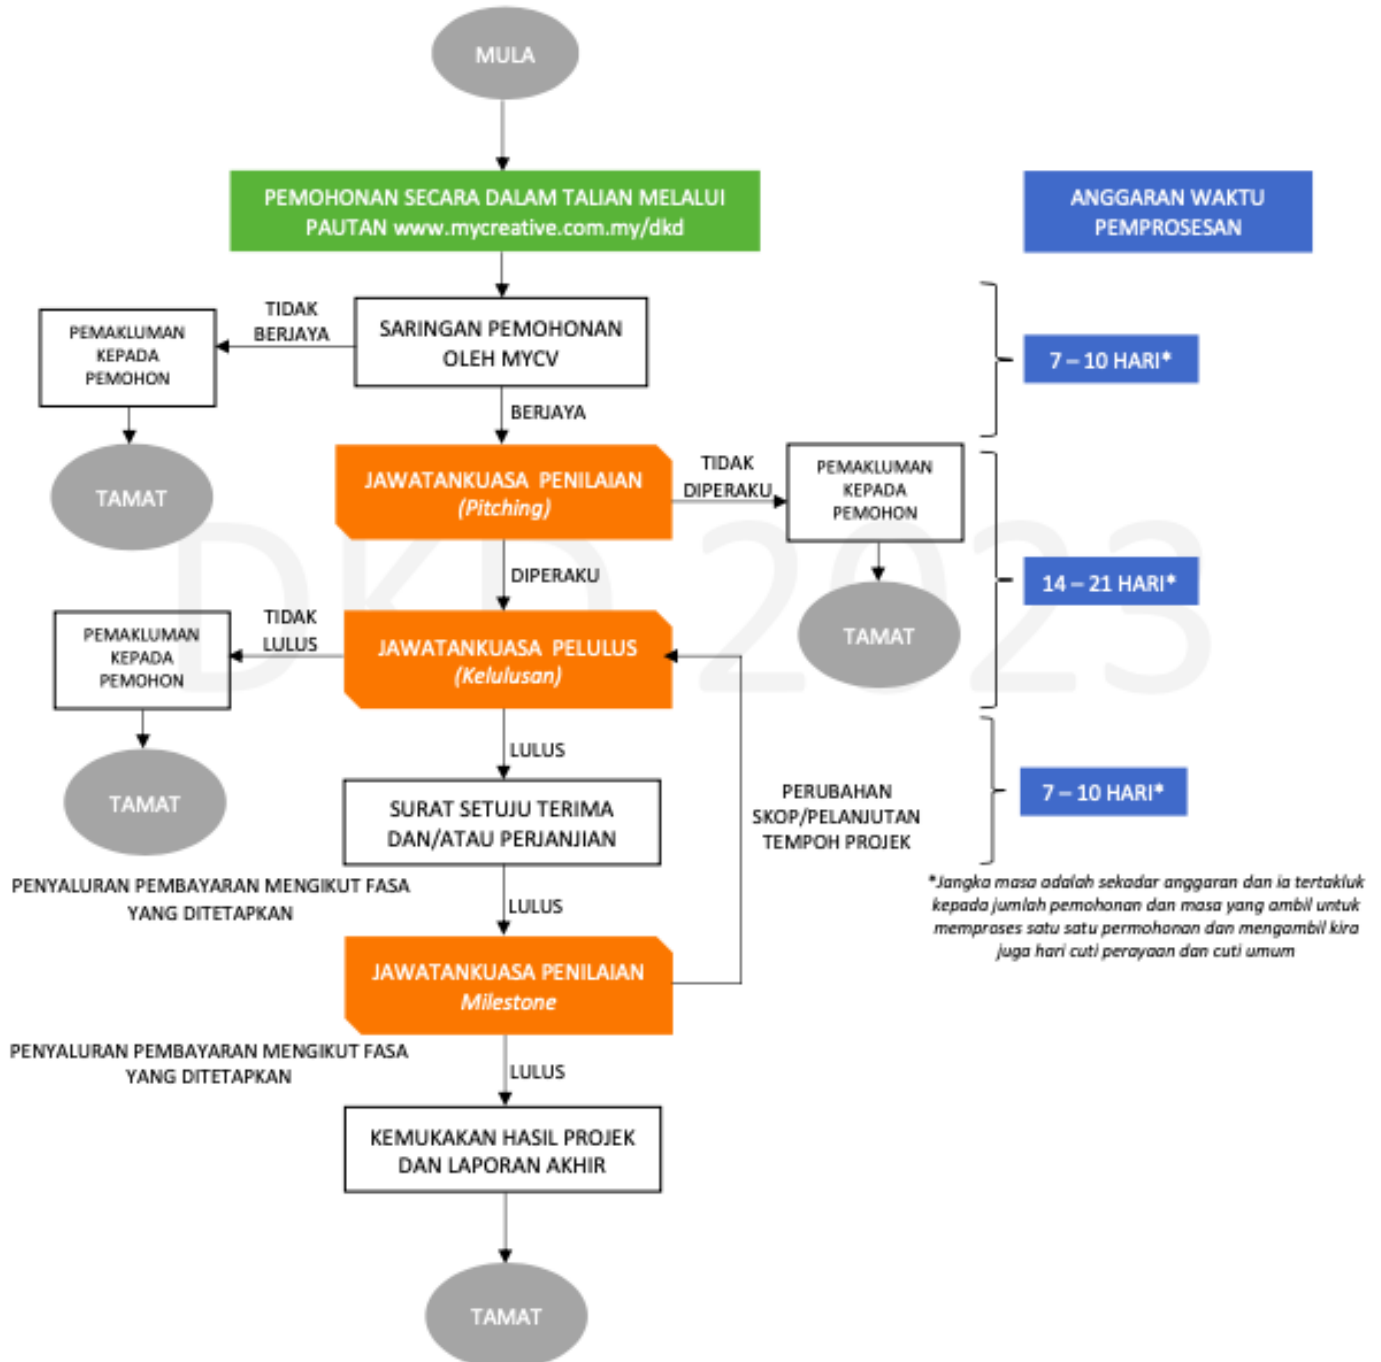 MULA
PEMOHONAN SECARA DALAM TALIAN MELALUI
PAUTAN www.mycreative.com.my/dkd
ANGGARAN WAKTU
PEMPROSESAN
TIDAK
BERJAYA
PEMAKLUMAN
KEPADA
PEMOHON
SARINGAN PEMOHONAN
OLEH MYCV
7 – 10 HARI*
BERJAYA
TAMAT
JAWATANKUASA PENILAIAN
(Pitching)
TIDAK
DIPERAKU
PEMAKLUMAN
KEPADA
PEMOHON
DKD 2023
DIPERAKU
14 – 21 HARI*
TAMAT
TIDAK
LULUS
PEMAKLUMAN
KEPADA
PEMOHON
JAWATANKUASA PELULUS
(Kelulusan)
LULUS
TAMAT
SURAT SETUJU TERIMA
DAN/ATAU PERJANJIAN
PERUBAHAN
SKOP/PELANJUTAN
TEMPOH PROJEK
7 – 10 HARI*
*Jangka masa adalah sekadar anggaran dan ia tertakluk
kepada jumlah pemohonan dan masa yang ambil untuk
memproses satu satu permohonan dan mengambil kira
juga hari cuti perayaan dan cuti umum
PENYALURAN PEMBAYARAN MENGIKUT FASA
YANG DITETAPKAN
LULUS
JAWATANKUASA PENILAIAN
Milestone
PENYALURAN PEMBAYARAN MENGIKUT FASA
YANG DITETAPKAN
LULUS
KEMUKAKAN HASIL PROJEK
DAN LAPORAN AKHIR
TAMAT